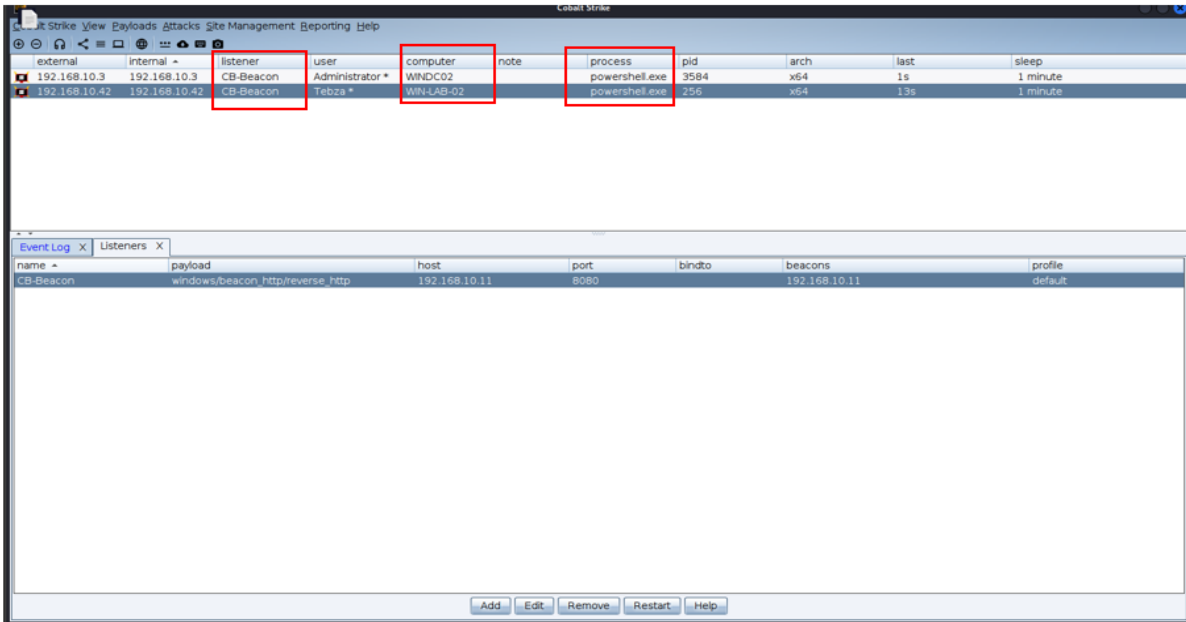 Cobalt Strike
Cobalt Strike View Payloads Attacks Site Management Reporting Help
external internal listener user computer note process pid arch last sleep
192.168.10.3 192.168.10.3 CB-Beacon Administrator * WINDC02 powershell.exe 3584 x64 1s 1 minute
192.168.10.42 192.168.10.42 CB-Beacon Tebza * WIN-LAB-02 powershell.exe 256 x64 13s 1 minute
Event Log X Listeners X
name payload host port bindto beacons profile
CB-Beacon windows/beacon_http/reverse_http 192.168.10.11 8080 192.168.10.11 default
Add Edit Remove Restart Help